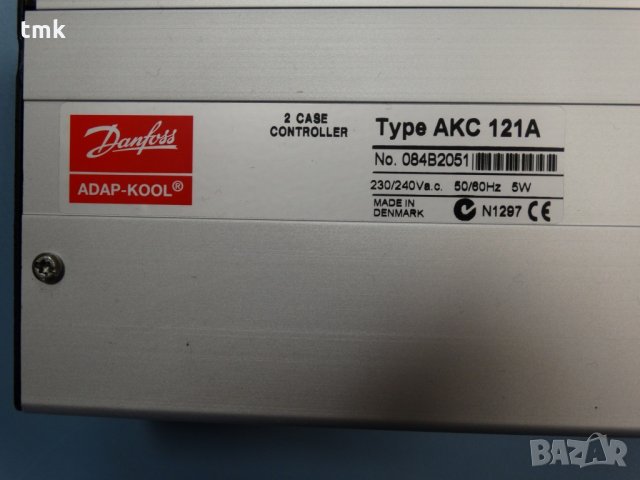 tmk
Danfoss
ADAP-KOOL®
2 CASE
CONTROLLER
Type AKC 121A
No. 084B2051
230/240Va.c. 50/60Hz 5W
MADE IN
DENMARK
N1297 CE
BAZAR